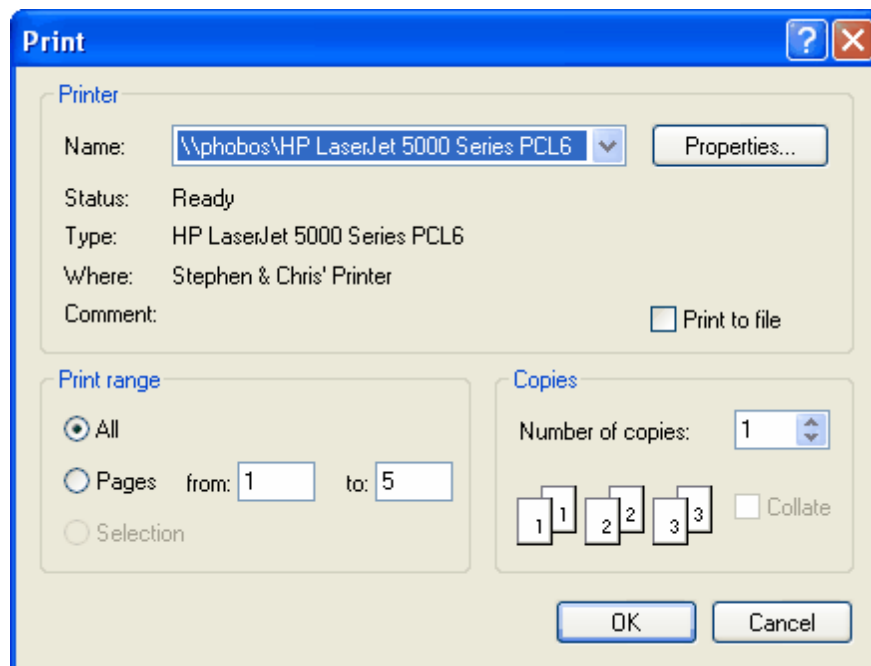 Print
Printer
Name: \\phobos\HP LaserJet 5000 Series PCL6 Properties...
Status: Ready
Type: HP LaserJet 5000 Series PCL6
Where: Stephen & Chris' Printer
Comment:
Print to file
Print range
All
Pages from: 1 to: 5
Selection
Copies
Number of copies: 1
1 1 2 2 3 3
Collate
OK Cancel